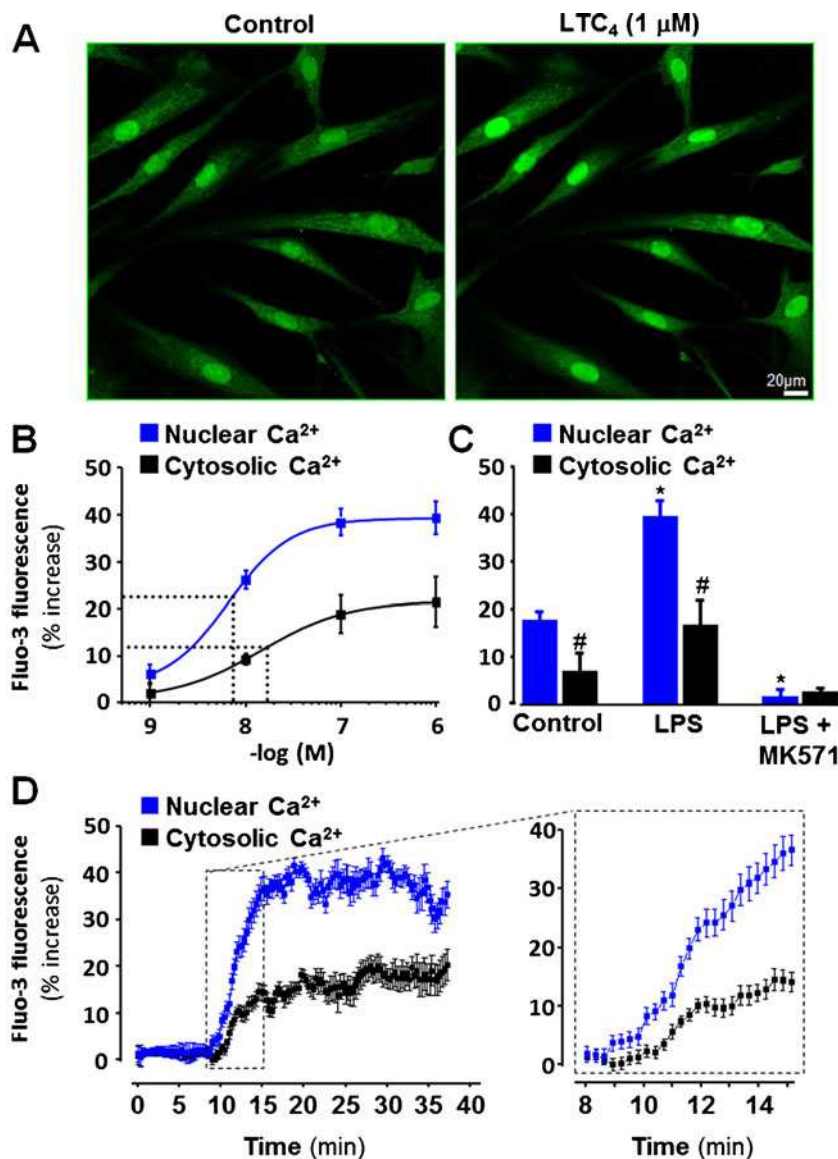 A
Control
LTC₄ (1 μM)
20μm
B
Nuclear Ca²⁺
Cytosolic Ca²⁺
Fluo-3 fluorescence
(% increase)
50
40
30
20
10
0
9 8 7 6
-log (M)
C
Nuclear Ca²⁺
Cytosolic Ca²⁺
50
40
30
20
10
0
* # * # 
Control LPS LPS +
MK571
D
Nuclear Ca²⁺
Cytosolic Ca²⁺
Fluo-3 fluorescence
(% increase)
50
40
30
20
10
0
0 5 10 15 20 25 30 35 40
Time (min)
40
30
20
10
0
8 10 12 14
Time (min)